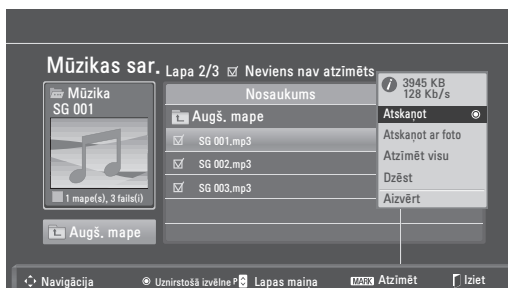 Mūzikas sar. Lapa 2/3 Neviens nav atzīmēts
Mūzika
SG 001
1 mape(s), 3 fails(i)
Augš. mape
Nosaukums
Augš. mape
SG 001.mp3
SG 002.mp3
SG 003.mp3
3945 KB
128 Kb/s
Atskaņot
Atskaņot ar foto
Atzīmēt visu
Dzēst
Aizvērt
Navigācija Uznirstošā izvēlne P Lapas maiņa MARK Atzīmēt Iziet